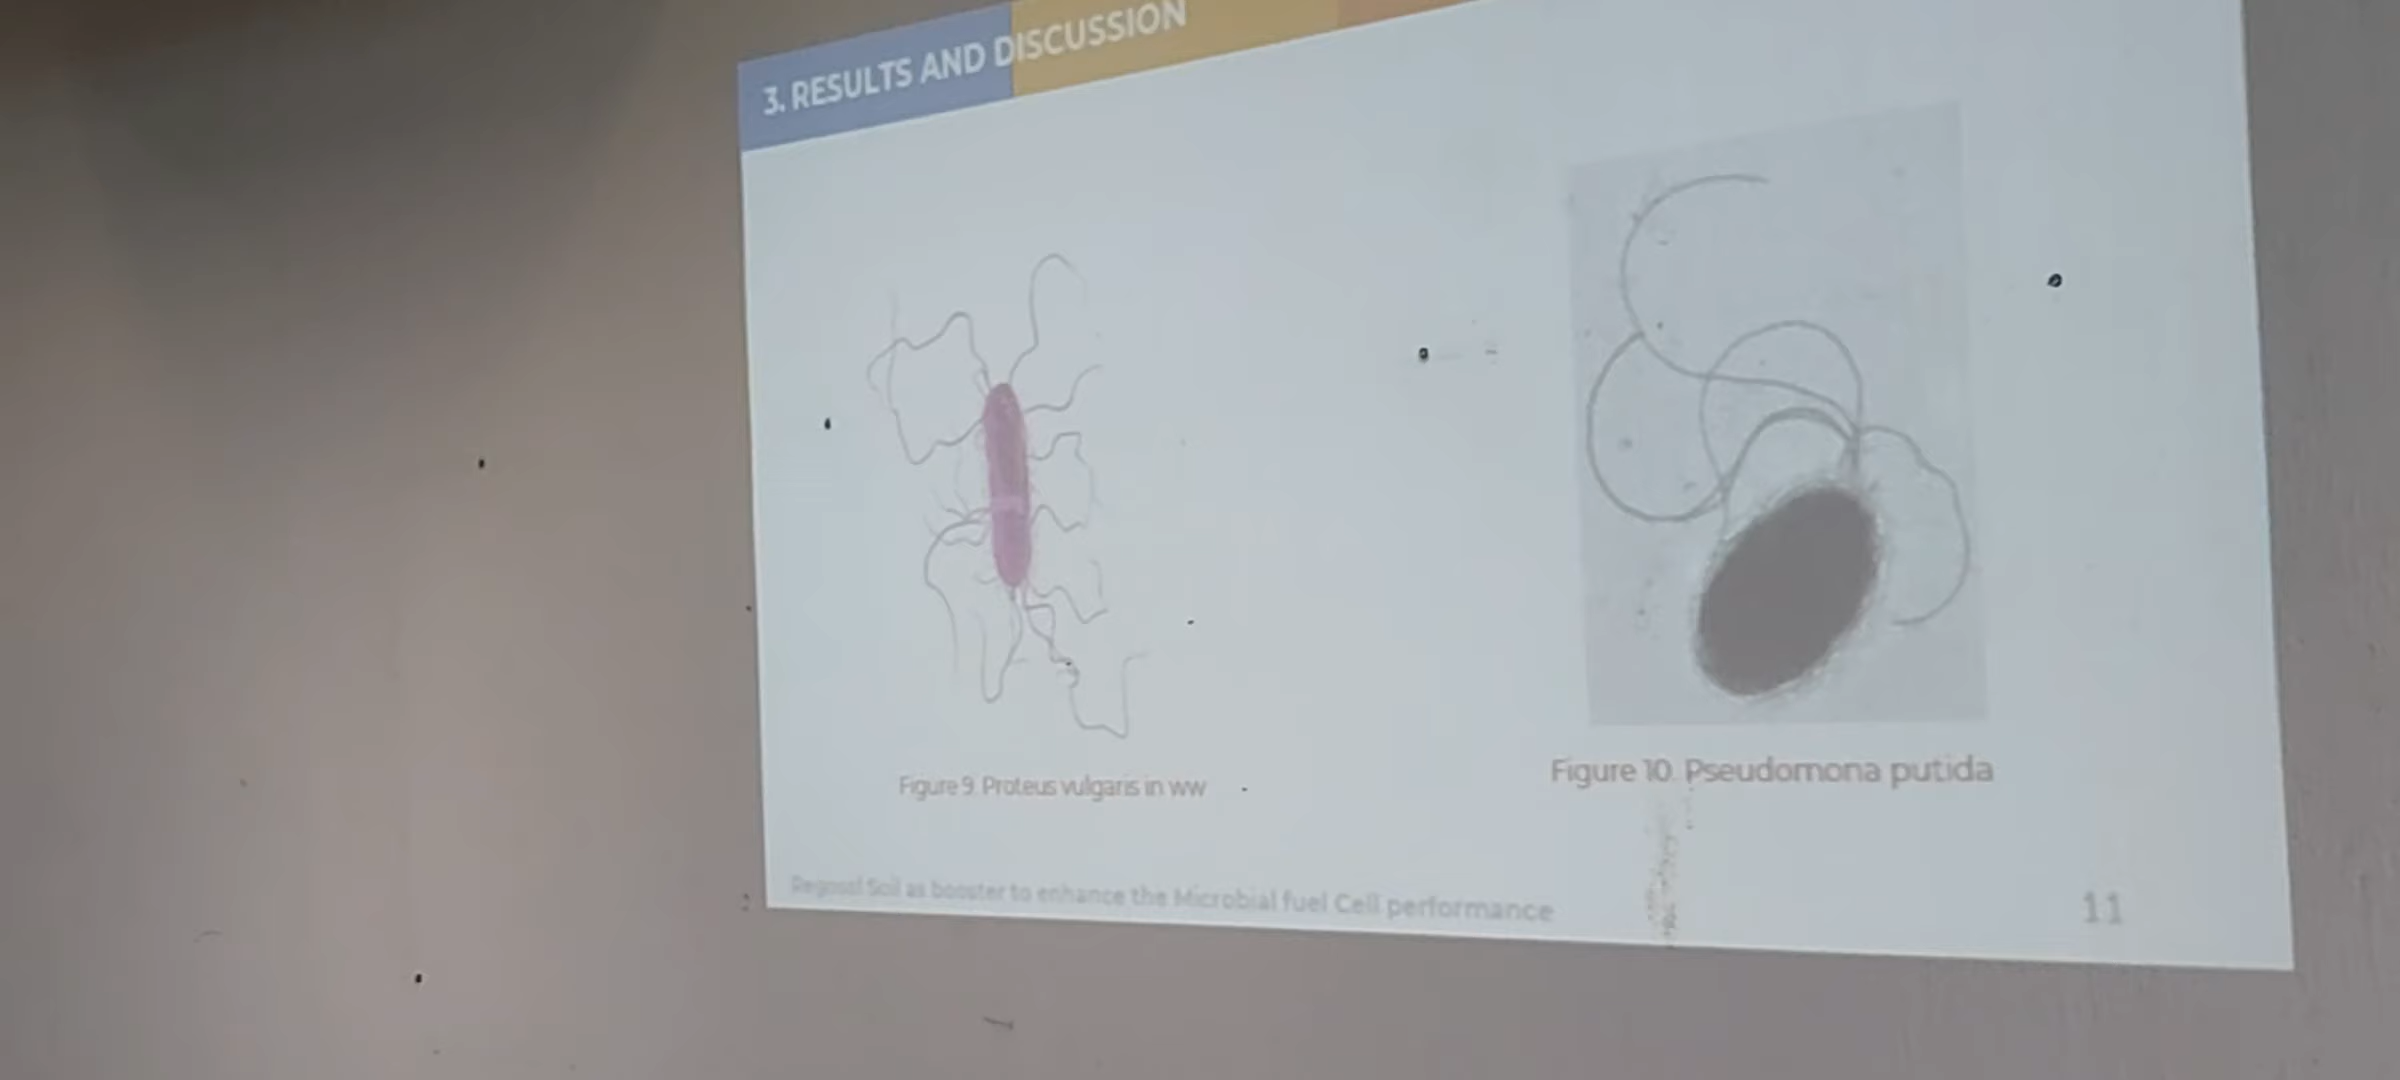 3. RESULTS AND DISCUSSION
Figure 9. Proteus vulgaris in ww
Figure 10. Pseudomona putida
Soil as booster to enhance the Microbial fuel Cell performance
11